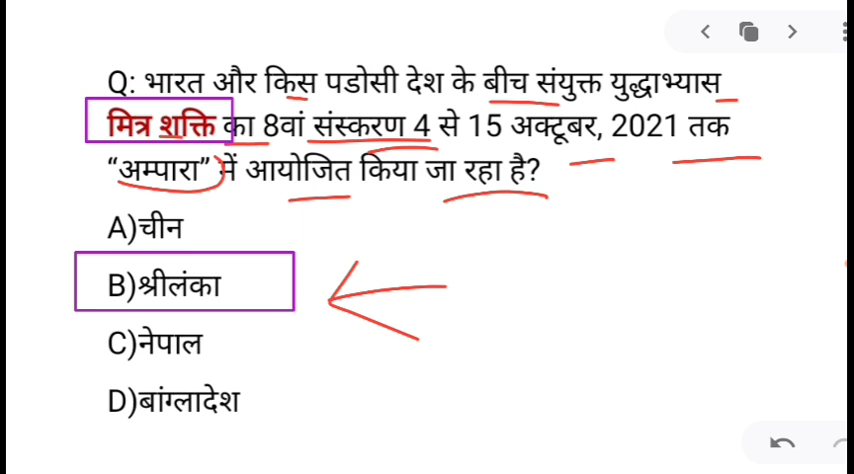 Q: भारत और किस पडोसी देश के बीच संयुक्त युद्धाभ्यास
मित्र शक्ति का 8वां संस्करण 4 से 15 अक्टूबर, 2021 तक
“अम्पारा” में आयोजित किया जा रहा है?
A)चीन
B)श्रीलंका
C)नेपाल
D)बांग्लादेश